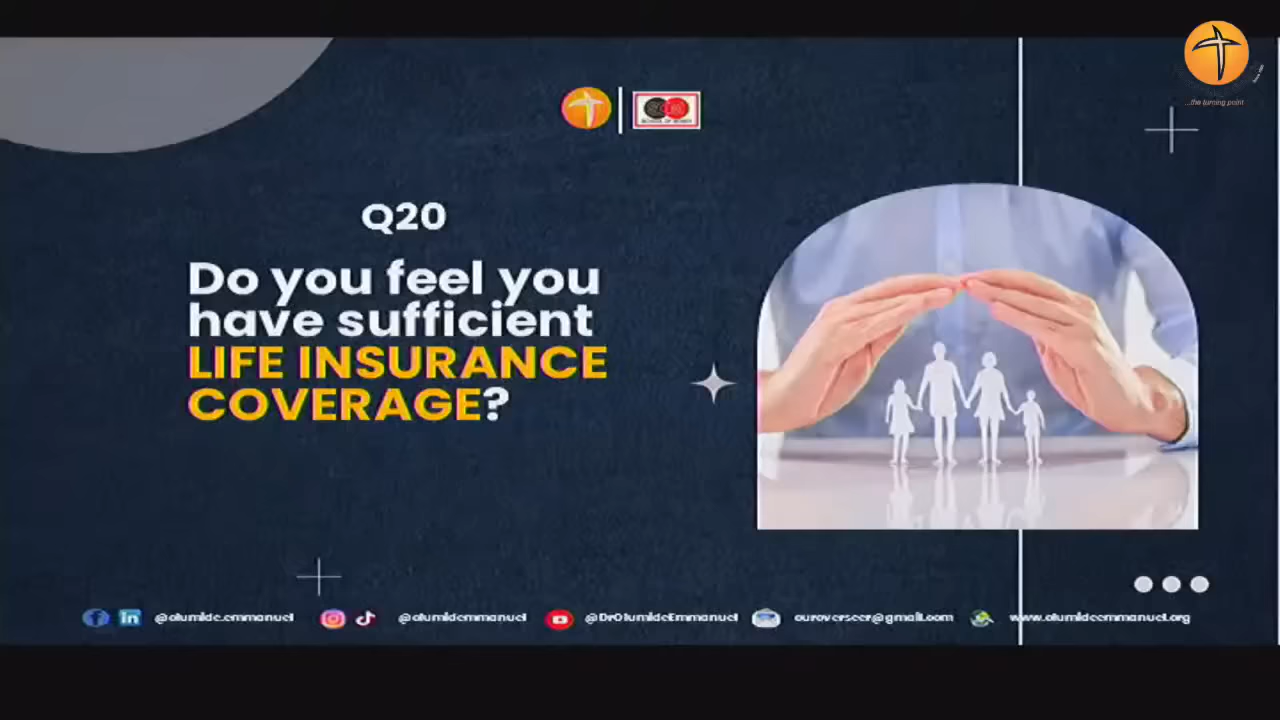 ...the turning point
Q20
Do you feel you
have sufficient
LIFE INSURANCE
COVERAGE?
@olumide.emmanuel
@olumidemmanuel
@DrOlumideEmmanuel
ouroverseer@gmail.com
www.olumideemmanuel.org